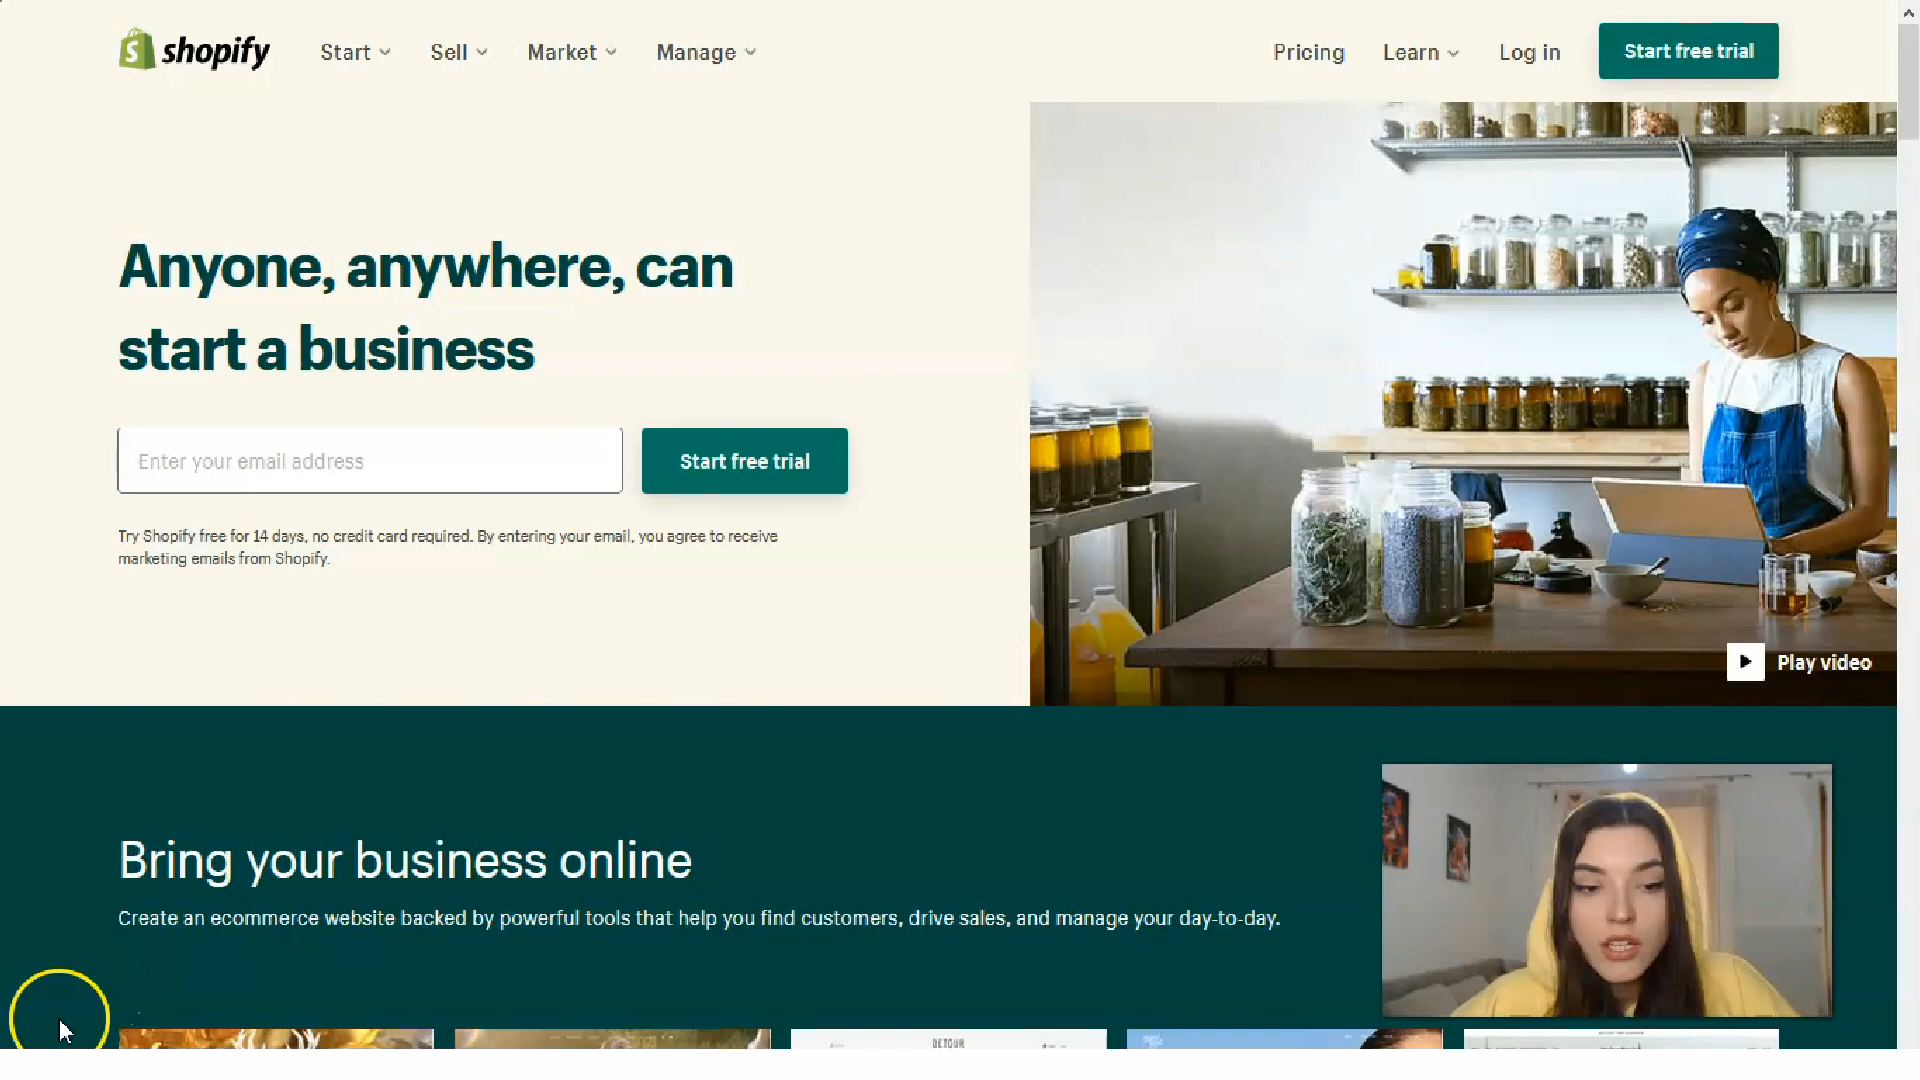 shopify
Start
Sell
Market
Manage
Pricing
Learn
Log in
Start free trial
Anyone, anywhere, can
start a business
Enter your email address
Start free trial
Try Shopify free for 14 days, no credit card required. By entering your email, you agree to receive
marketing emails from Shopify.
Play video
Bring your business online
Create an ecommerce website backed by powerful tools that help you find customers, drive sales, and manage your day-to-day.
DETOUR